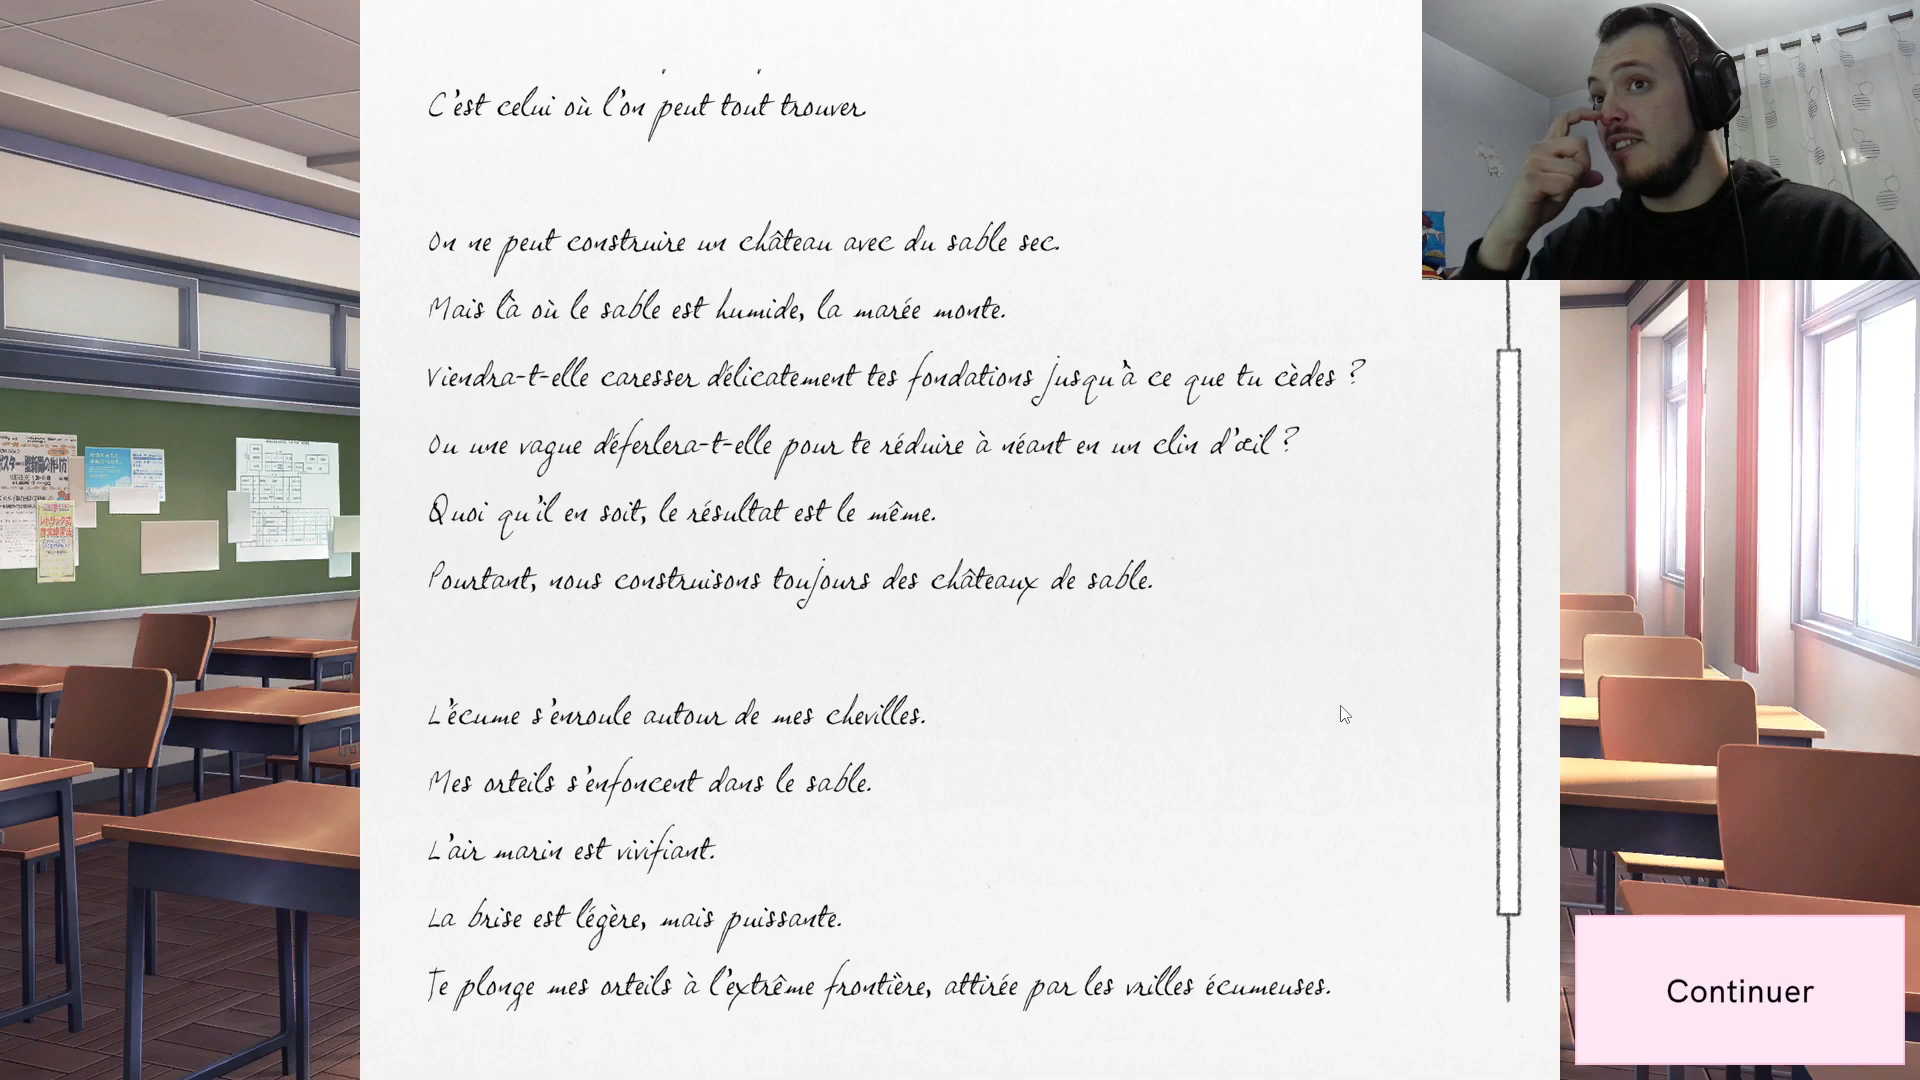 C'est celui où l'on peut tout trouver.
On ne peut construire un château avec du sable sec.
Mais là où le sable est humide, la marée monte.
Viendra-t-elle caresser délicatement tes fondations jusqu'à ce que tu cèdes ?
Ou une vague déferlera-t-elle pour te réduire à néant en un clin d'œil ?
Quoi qu'il en soit, le résultat est le même.
Pourtant, nous construisons toujours des châteaux de sable.
L'écume s'enroule autour de mes chevilles.
Mes orteils s'enfoncent dans le sable.
L'air marin est vivifiant.
La brise est légère, mais puissante.
Je plonge mes orteils à l'extrême frontière, attirée par les vrilles écumeuses.
Continuer